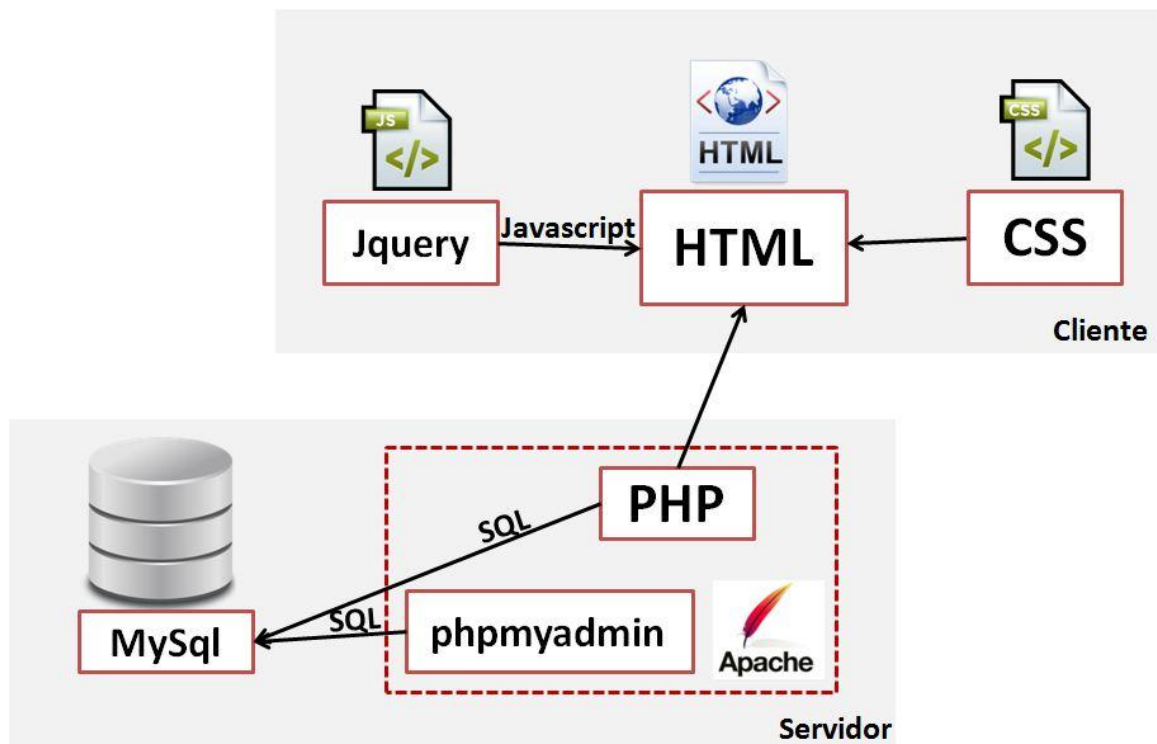 JS
</>
< >
HTML
CSS
</>
Jquery
Javascript
HTML
CSS
Cliente
PHP
SQL
SQL
MySql
phpmyadmin
Apache
Servidor